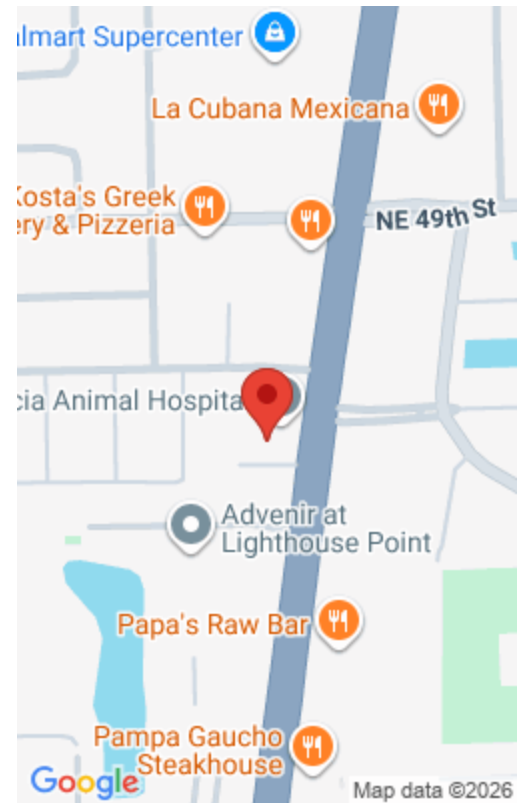 lmart Supercenter
La Cubana Mexicana
Kosta's Greek
ery & Pizzeria
NE 49th St
cia Animal Hospita
Advenir at
Lighthouse Point
Papa's Raw Bar
Pampa Gaucho
Steakhouse
Google
Map data ©2026